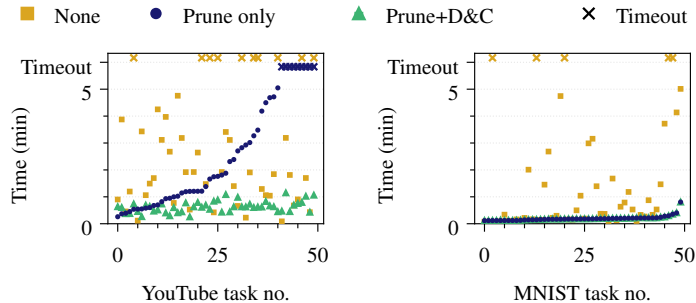 None Prune only Prune+D&C Timeout
Timeout
5
0
Time (min)
0 25 50
YouTube task no.
Timeout
5
0
Time (min)
0 25 50
MNIST task no.